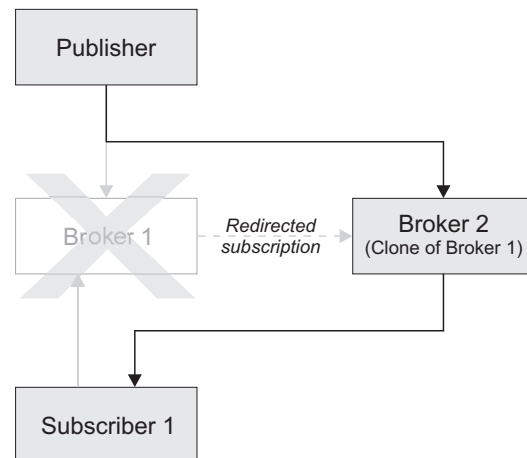 Publisher
Broker 1
Redirected
subscription
Broker 2
(Clone of Broker 1)
Subscriber 1